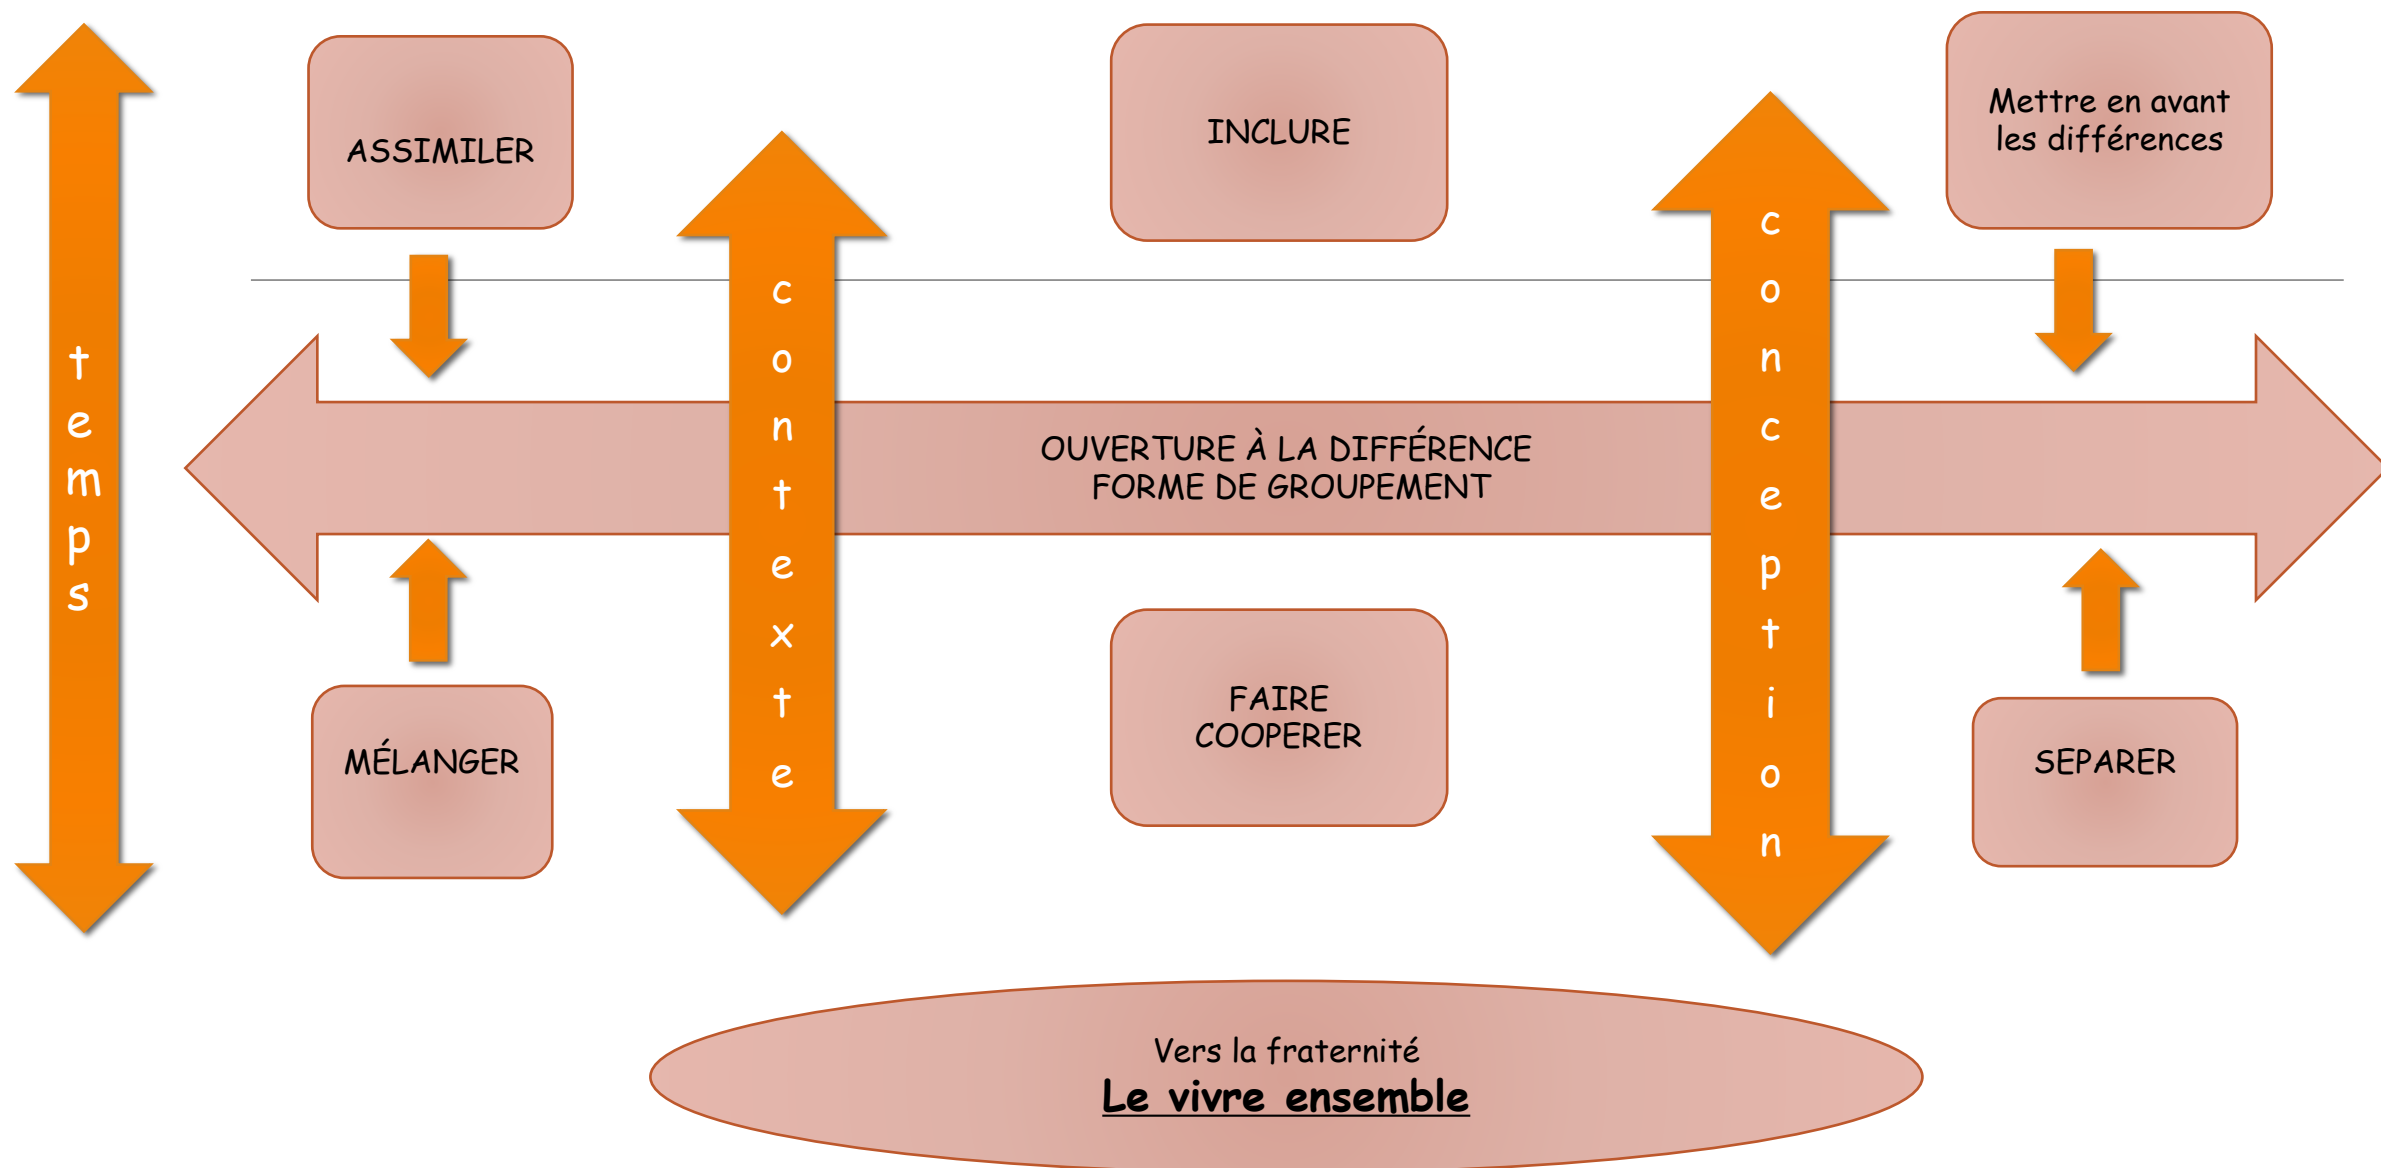 temps
ASSIMILER
contexte
INCLURE
conception
Mettre en avant
les différences
OUVERTURE À LA DIFFÉRENCE
FORME DE GROUPEMENT
MÉLANGER
FAIRE
COOPERER
SEPARER
Vers la fraternité
Le vivre ensemble